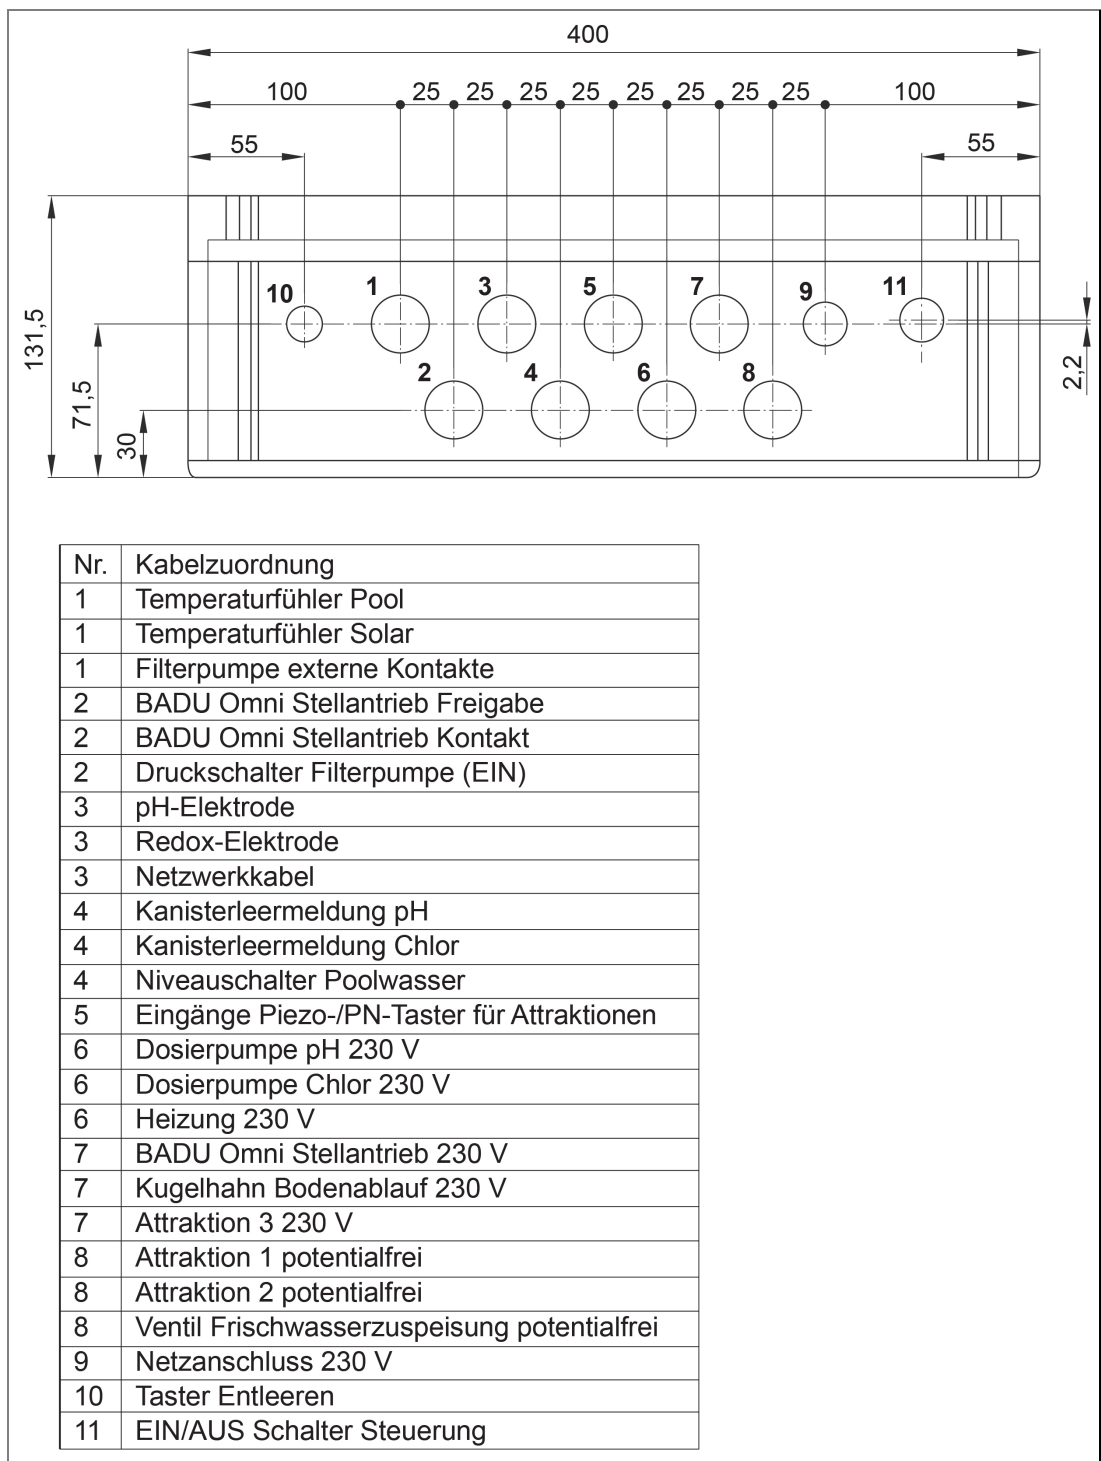 400
100 25 25 25 25 25 25 25 25 100
55 55
131,5
71,5
30
2,2
10 1 3 5 7 9 11
2 4 6 8
Nr. Kabelzuordnung
1 Temperaturfühler Pool
1 Temperaturfühler Solar
1 Filterpumpe externe Kontakte
2 BADU Omni Stellantrieb Freigabe
2 BADU Omni Stellantrieb Kontakt
2 Druckschalter Filterpumpe (EIN)
3 pH-Elektrode
3 Redox-Elektrode
3 Netzwerkkabel
4 Kanisterleermeldung pH
4 Kanisterleermeldung Chlor
4 Niveauschalter Poolwasser
5 Eingänge Piezo-/PN-Taster für Attraktionen
6 Dosierpumpe pH 230 V
6 Dosierpumpe Chlor 230 V
6 Heizung 230 V
7 BADU Omni Stellantrieb 230 V
7 Kugelhahn Bodenablauf 230 V
7 Attraktion 3 230 V
8 Attraktion 1 potentialfrei
8 Attraktion 2 potentialfrei
8 Ventil Frischwasserzuspeisung potentialfrei
9 Netzanschluss 230 V
10 Taster Entleeren
11 EIN/AUS Schalter Steuerung